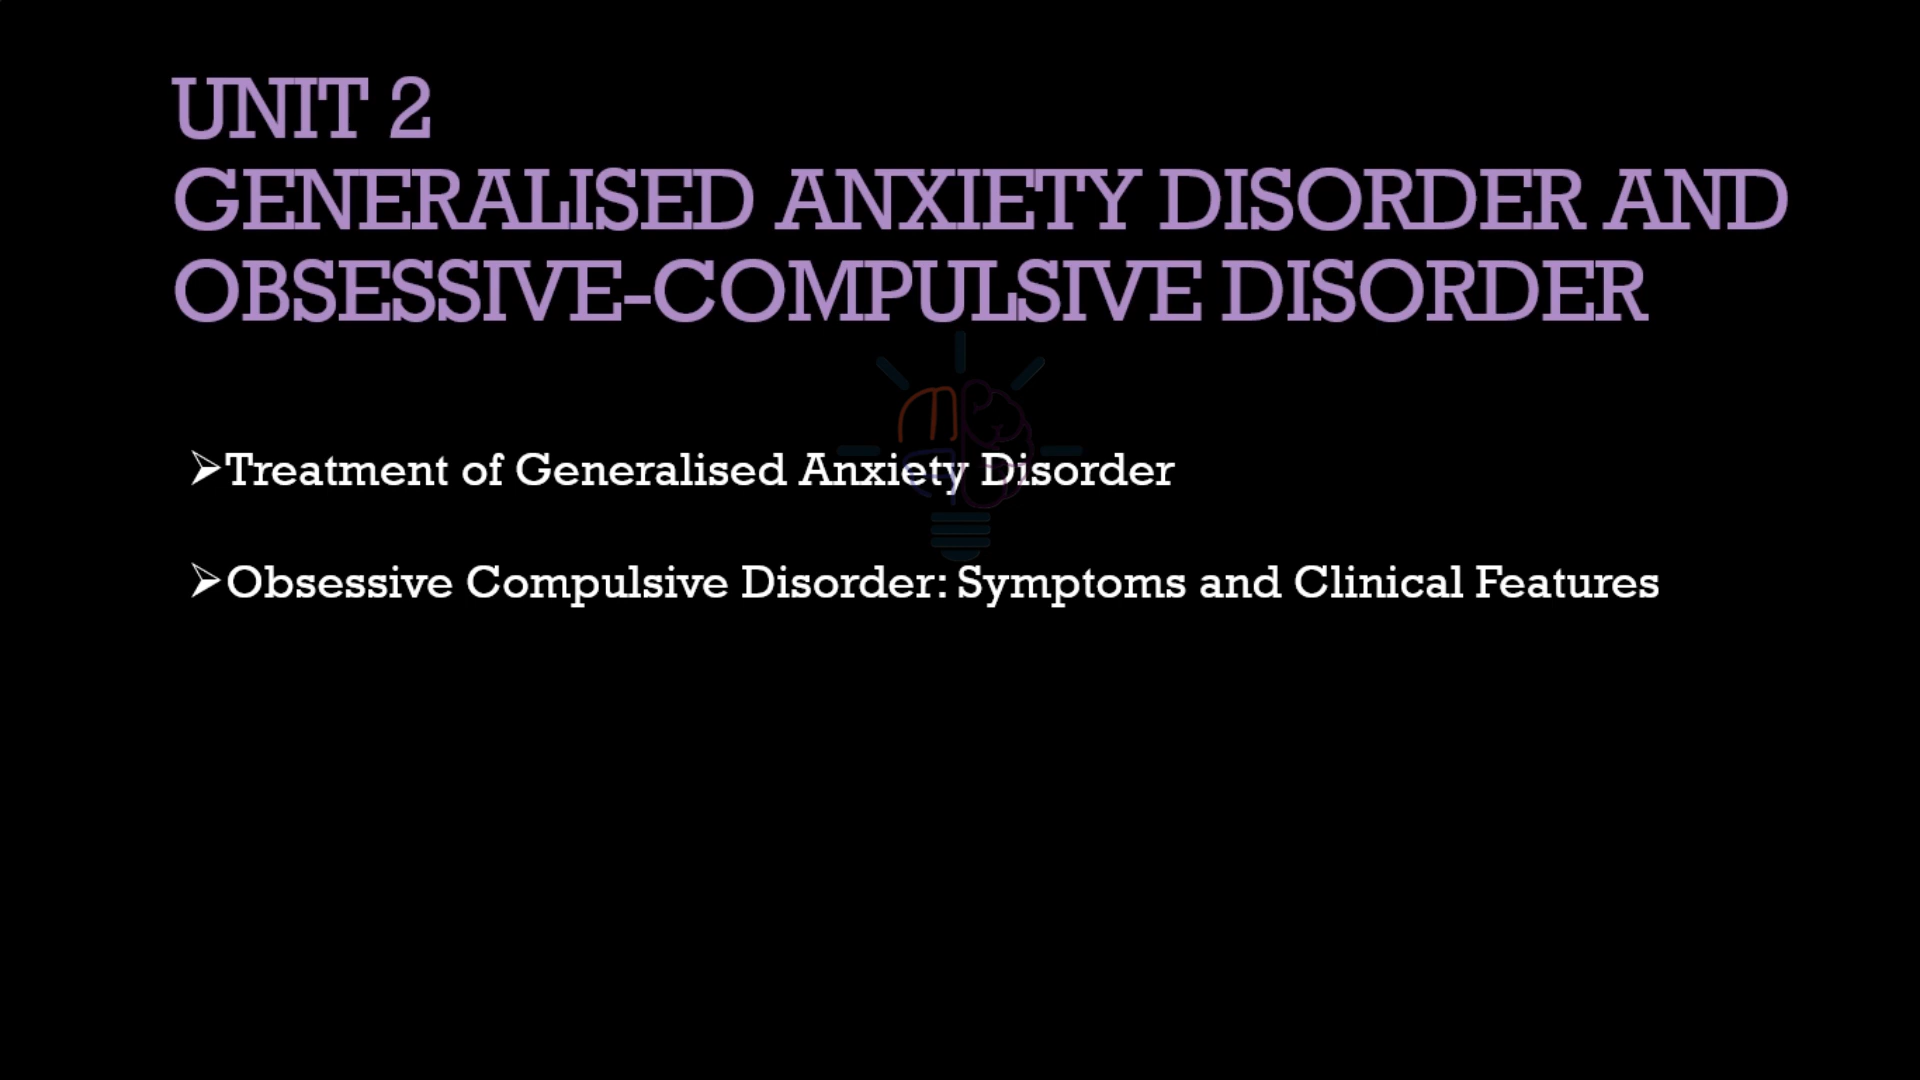 UNIT 2
GENERALISED ANXIETY DISORDER AND
OBSESSIVE-COMPULSIVE DISORDER
➢Treatment of Generalised Anxiety Disorder
➢Obsessive Compulsive Disorder: Symptoms and Clinical Features